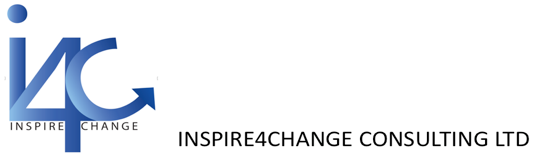 i4C
INSPIRE CHANGE
INSPIRE4CHANGE CONSULTING LTD